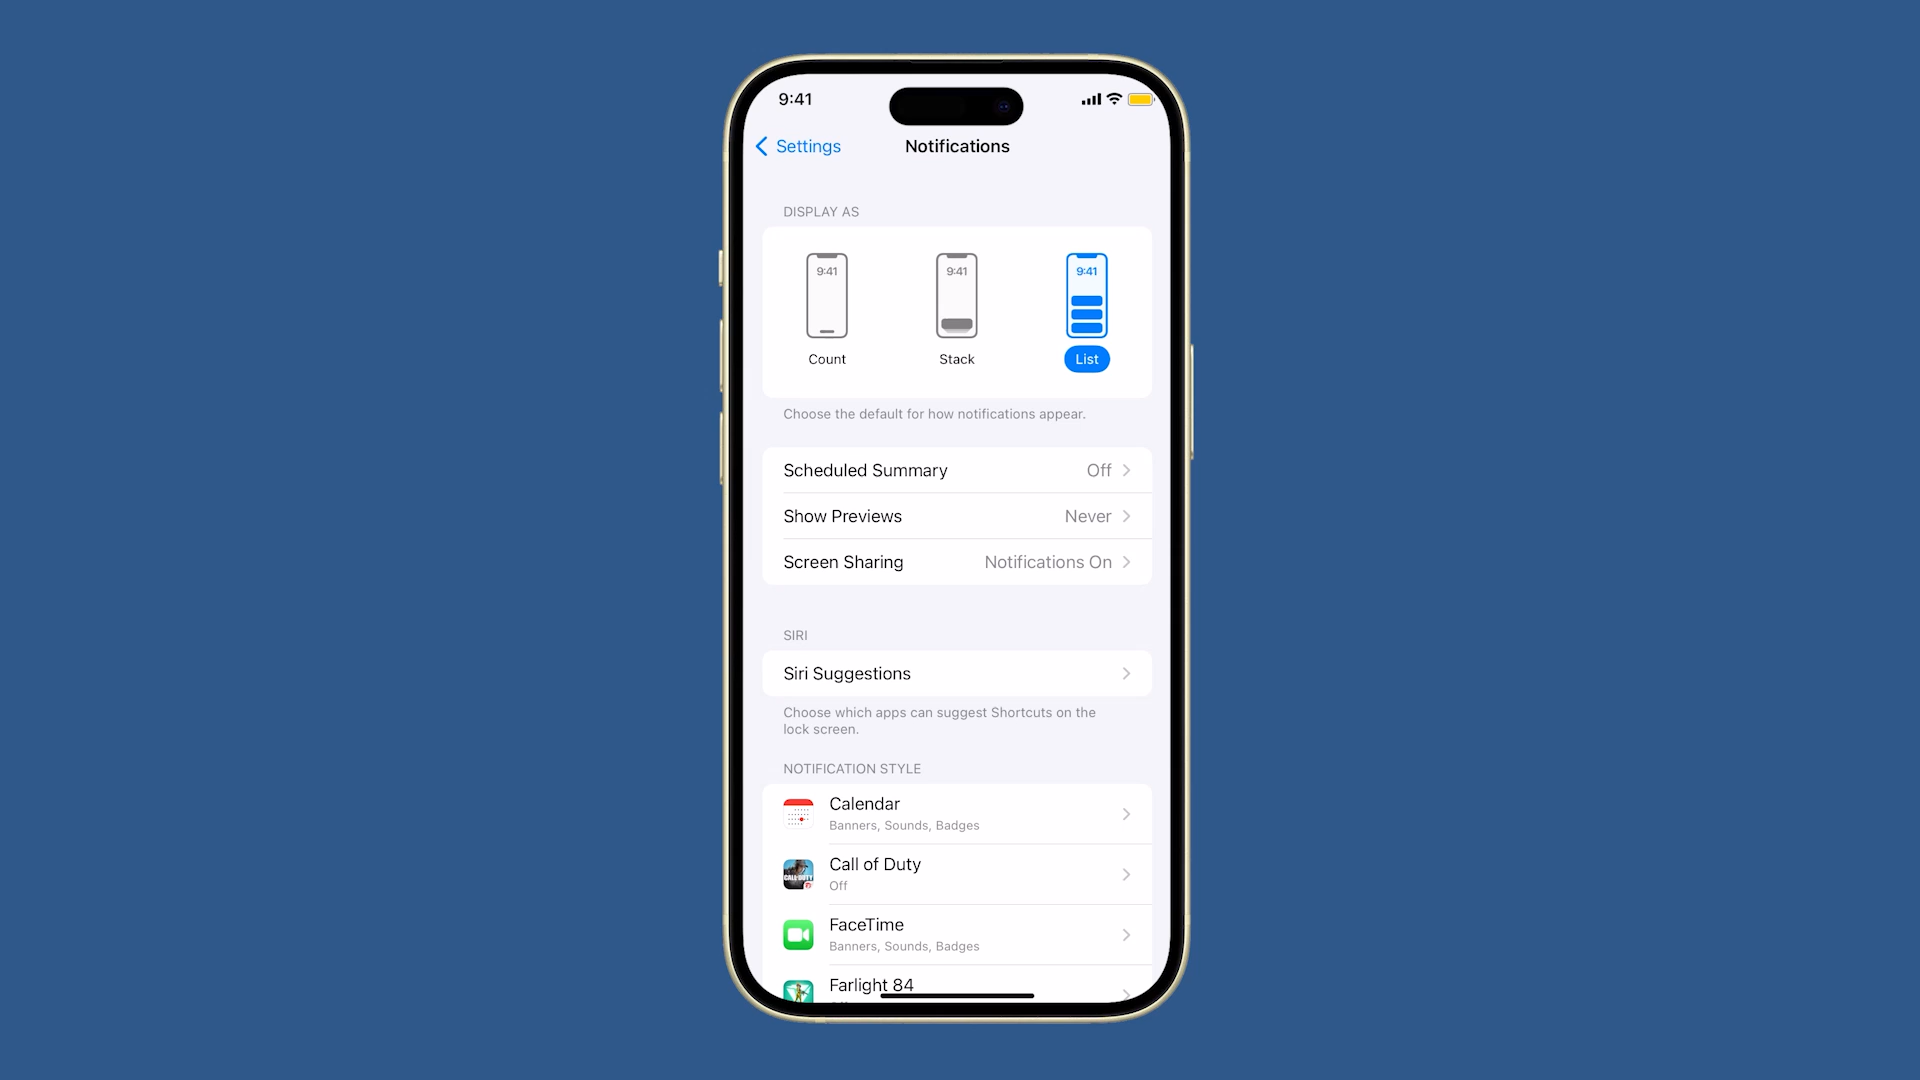 9:41
Settings
Notifications
DISPLAY AS
9:41
9:41
9:41
Count
Stack
List
Choose the default for how notifications appear.
Scheduled Summary Off
Show Previews Never
Screen Sharing Notifications On
SIRI
Siri Suggestions
Choose which apps can suggest Shortcuts on the
lock screen.
NOTIFICATION STYLE
Calendar
Banners, Sounds, Badges
CALL OF DUTY
Call of Duty
Off
FaceTime
Banners, Sounds, Badges
Farlight 84